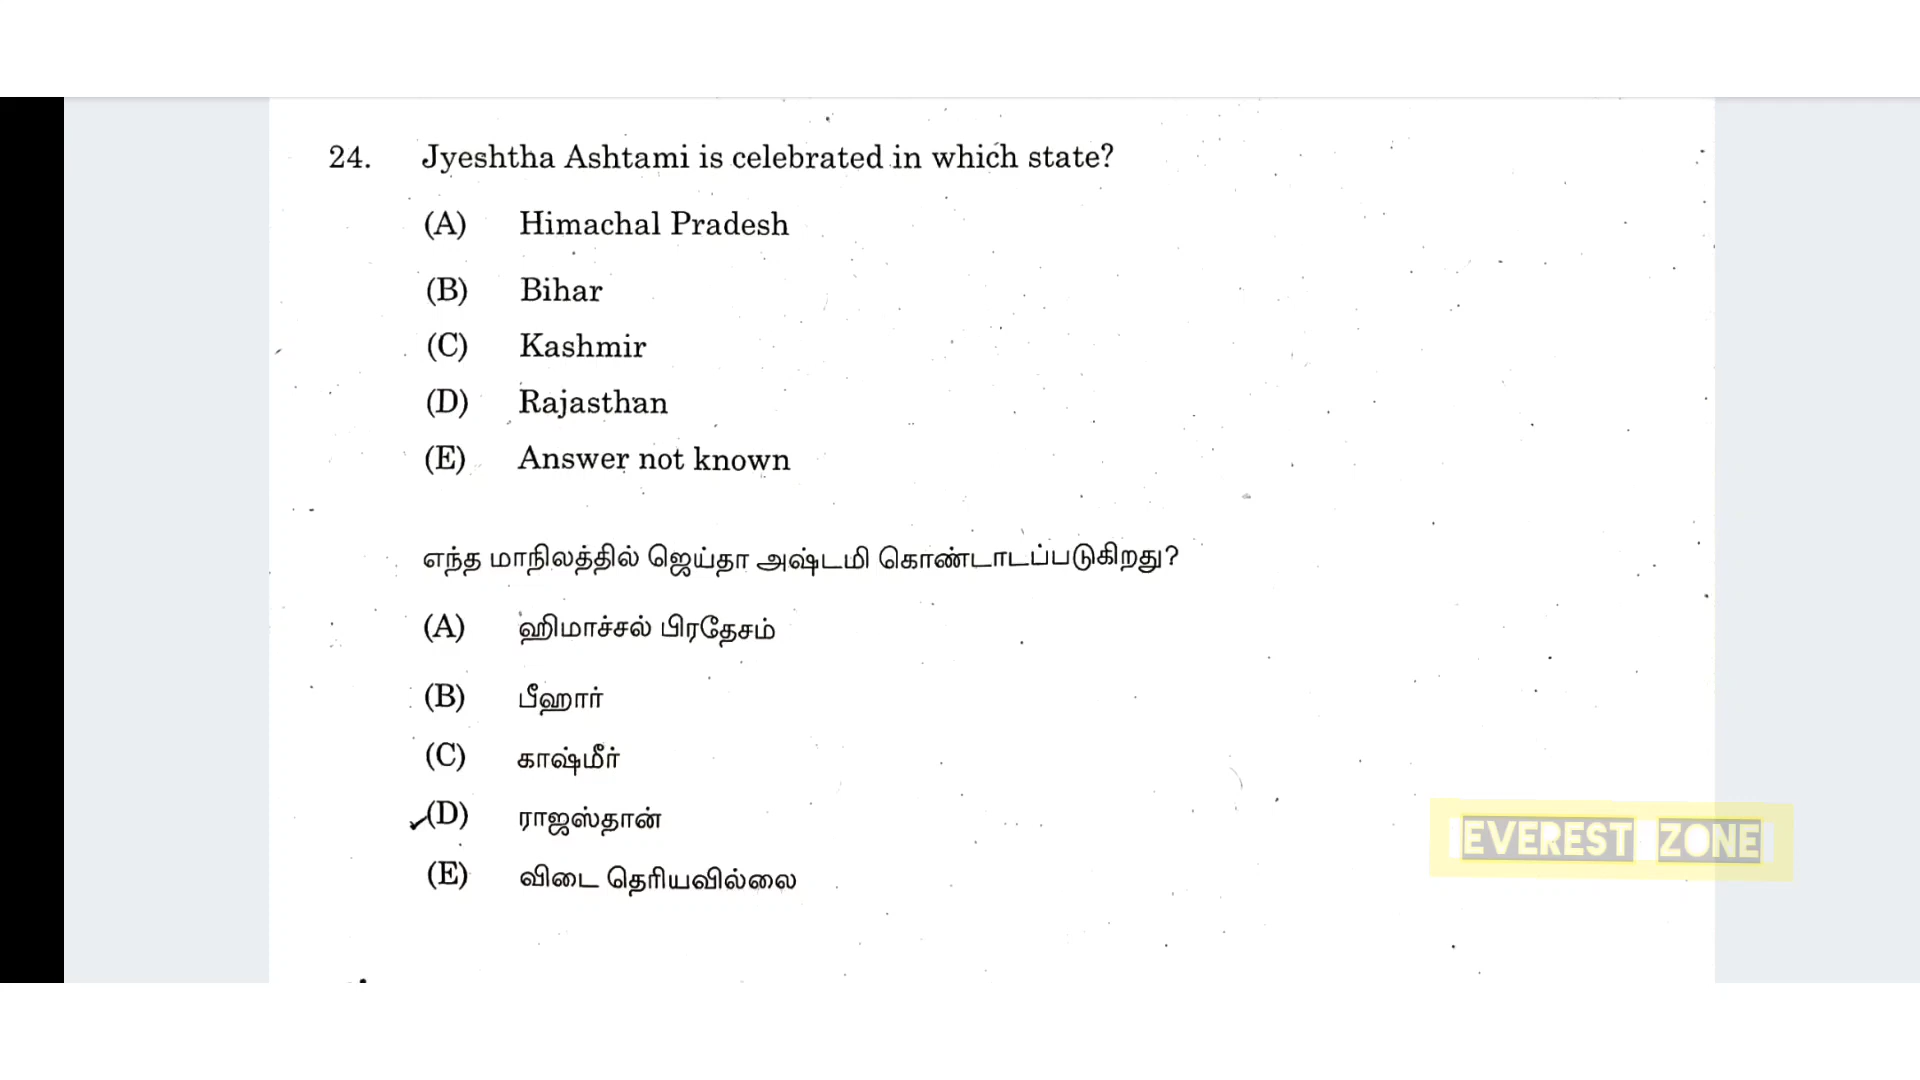 24. Jyeshtha Ashtami is celebrated in which state?
(A) Himachal Pradesh
(B) Bihar
(C) Kashmir
(D) Rajasthan
(E) Answer not known
எந்த மாநிலத்தில் ஜெய்தா அஷ்டமி கொண்டாடப்படுகிறது?
(A) ஹிமாச்சல் பிரதேசம்
(B) பீஹார்
(C) காஷ்மீர்
(D) ராஜஸ்தான்
(E) விடை தெரியவில்லை
EVEREST ZONE